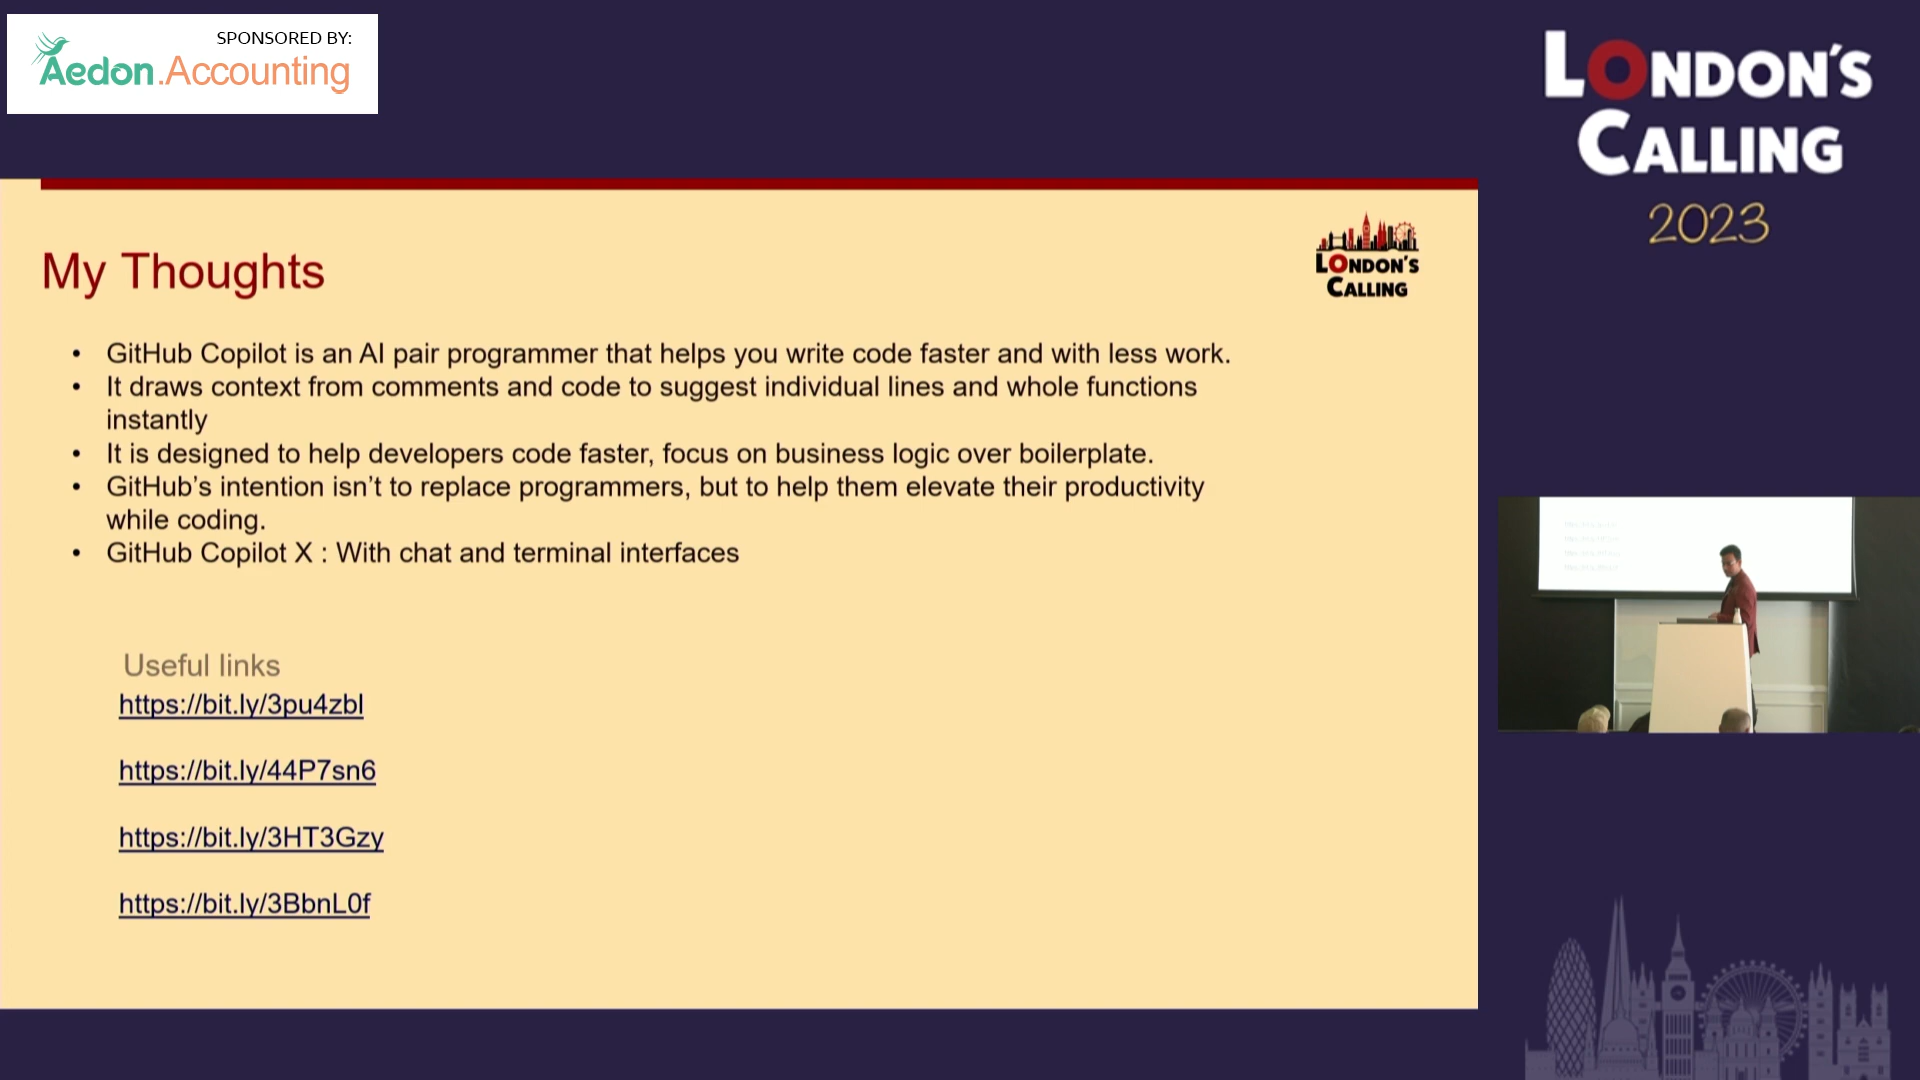 SPONSORED BY:
Aedon.Accounting
LONDON'S
CALLING
2023
LONDON'S
CALLING
My Thoughts
• GitHub Copilot is an AI pair programmer that helps you write code faster and with less work.
• It draws context from comments and code to suggest individual lines and whole functions
instantly
• It is designed to help developers code faster, focus on business logic over boilerplate.
• GitHub’s intention isn’t to replace programmers, but to help them elevate their productivity
while coding.
• GitHub Copilot X : With chat and terminal interfaces
Useful links
https://bit.ly/3pu4zbl
https://bit.ly/44P7sn6
https://bit.ly/3HT3Gzy
https://bit.ly/3BbnL0f